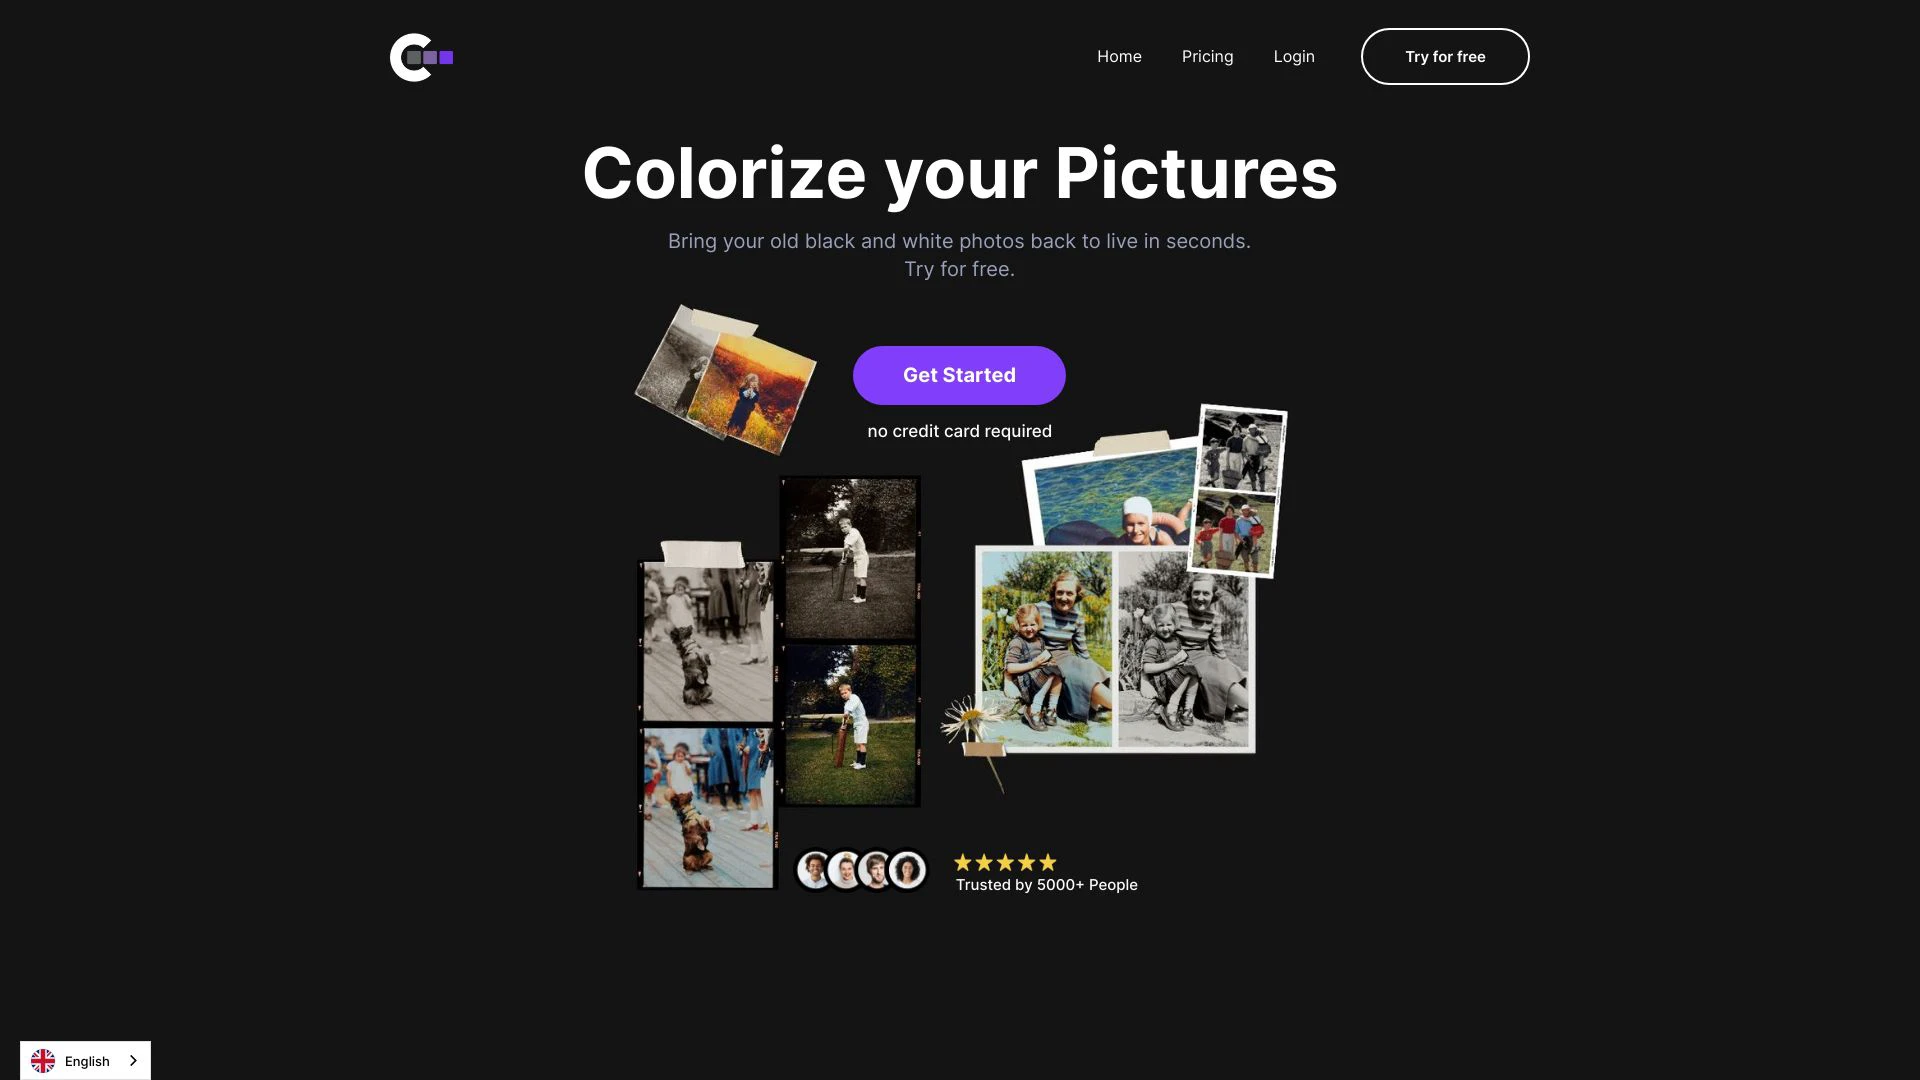 Home
Pricing
Login
Try for free
Colorize your Pictures
Bring your old black and white photos back to live in seconds.
Try for free.
Get Started
no credit card required
Trusted by 5000+ People
English